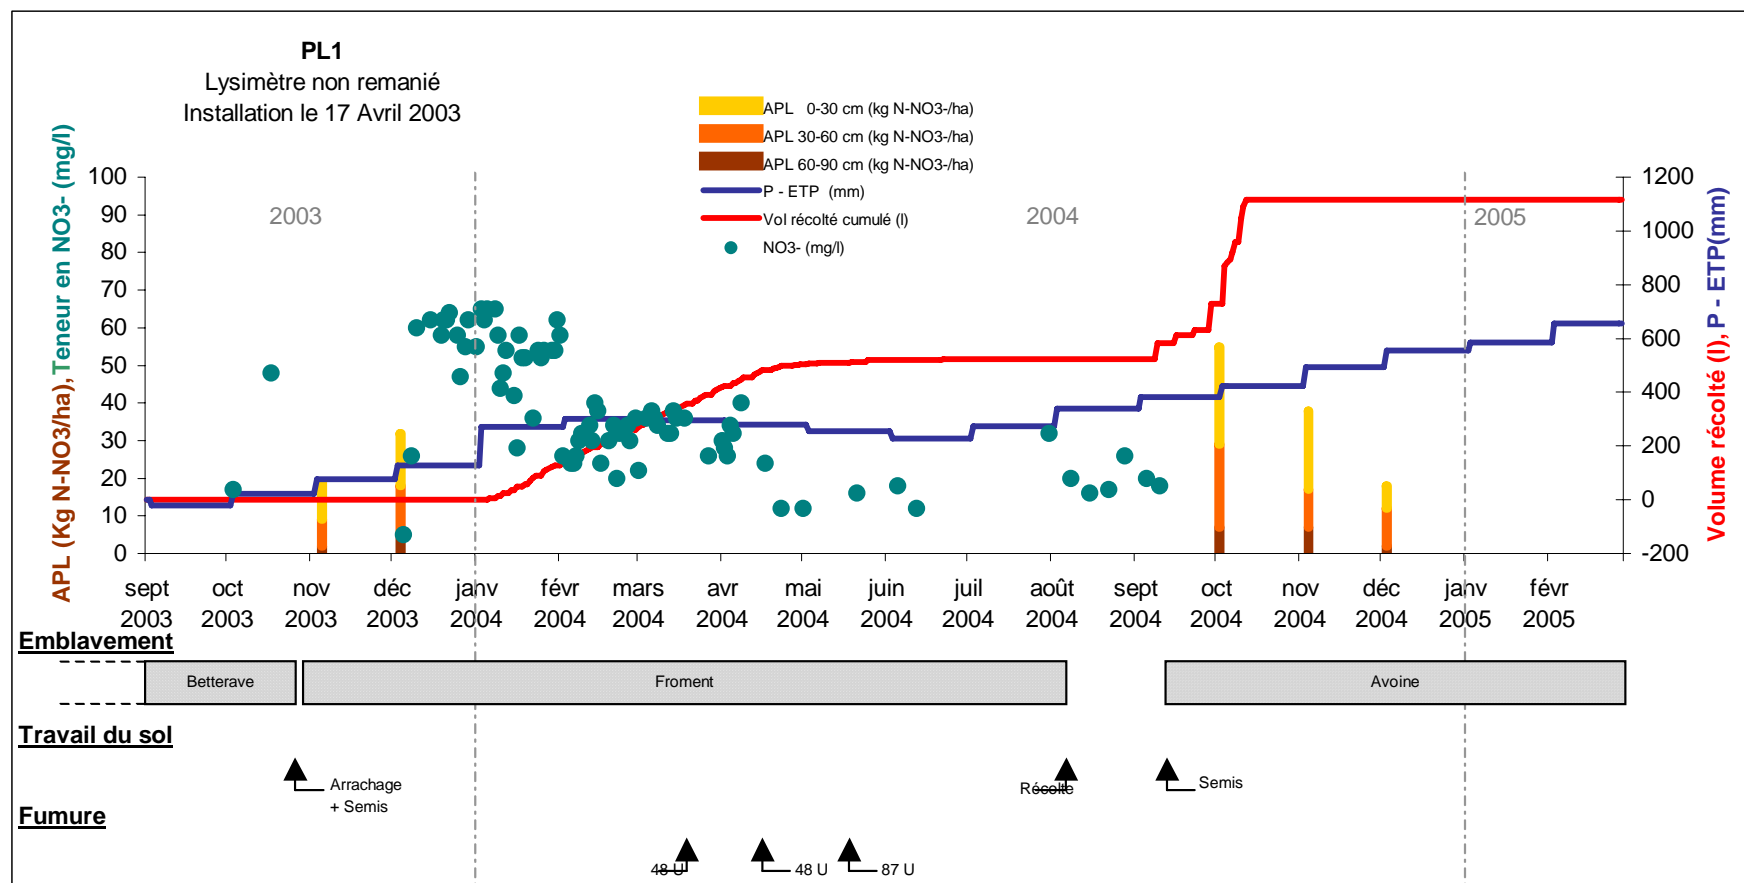 PL1
Lysimètre non remanié
Installation le 17 Avril 2003
APL 0-30 cm (kg N-NO3-/ha)
APL 30-60 cm (kg N-NO3-/ha)
APL 60-90 cm (kg N-NO3-/ha)
P - ETP (mm)
Vol récolté cumulé (l)
NO3- (mg/l)
APL (Kg N-NO3/ha), Teneur en NO3- (mg/l)
100
90
80
70
60
50
40
30
20
10
0
2003
2004
2005
1200
1000
800
600
400
200
0
-200
Volume récolté (l), P - ETP(mm)
sept oct nov déc janv févr mars avr mai juin juil août sept oct nov déc janv févr
2003 2003 2003 2003 2004 2004 2004 2004 2004 2004 2004 2004 2004 2004 2004 2004 2005 2005
Emblavement
Betterave Froment Avoine
Travail du sol
Arrachage
+ Semis
Récolte
Semis
Fumure
48 U 48 U 87 U